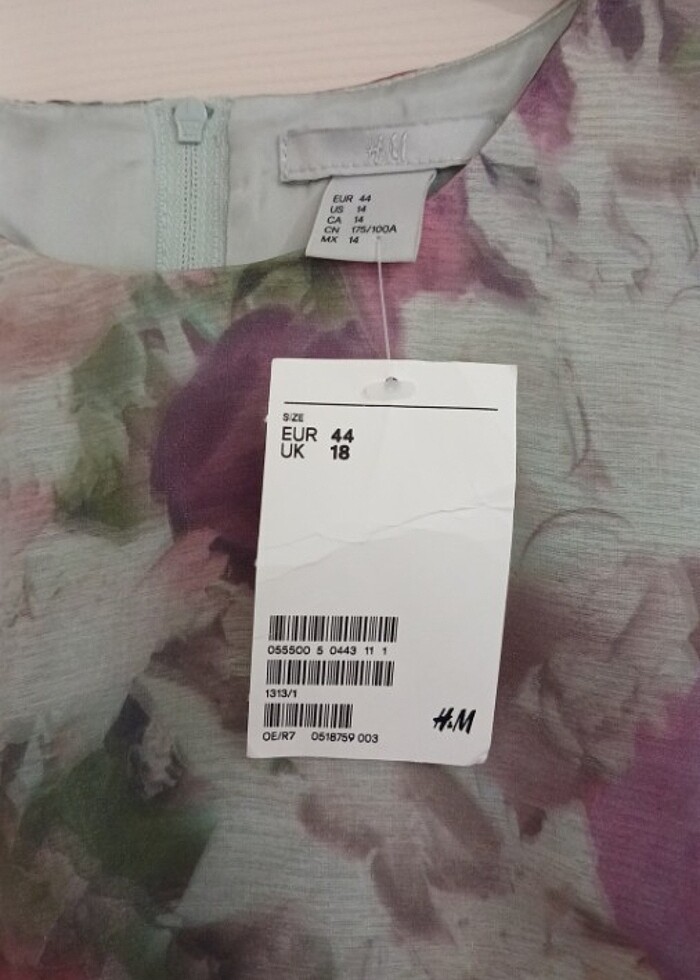 H&M
EUR 44
US 14
CA 14
CN 175/100A
MX 14
SIZE
EUR 44
UK 18
055500 5 0443 11 1
1313/1
OE/R7 0518759 003
H&M